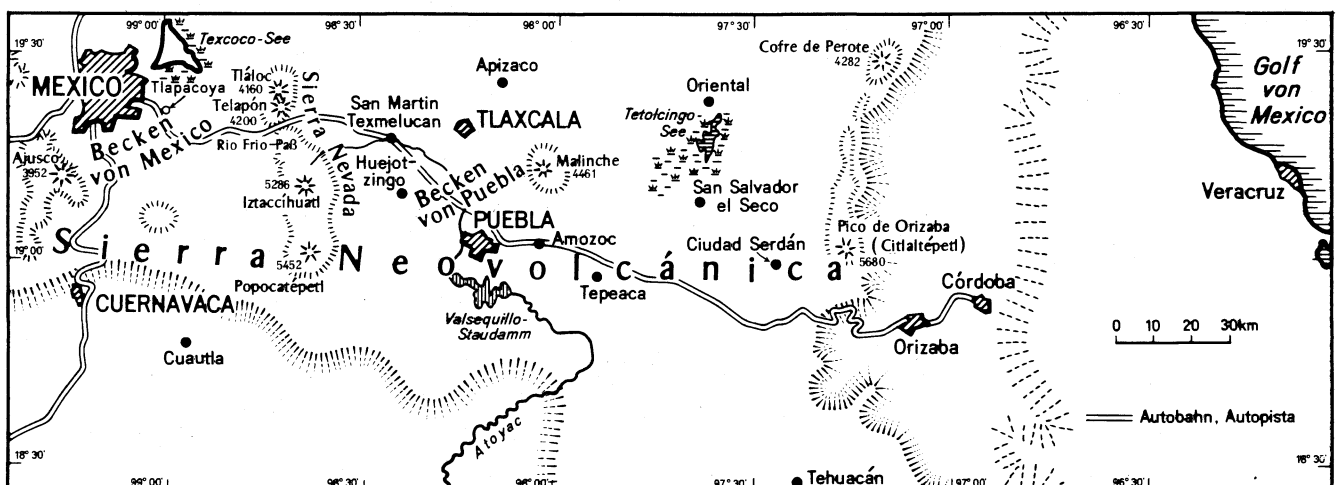 99°00'
98°30'
98°00'
97°30'
97°00'
96°30'
19°30'
19°30'
Texcoco-See
MEXICO
Tlapacoya
Tláloc
4160
Telapón
4200
Sierra
Nevada
San Martin
Texmelucan
Apizaco
TLAXCALA
Oriental
Tetolcingo-
See
Cofre de Perote
4282
Golf
von
Mexico
Becken
von Mexico
Rio Frio-Paß
Ajusco
3952
Huejot-
zingo
Becken
von Puebla
Malinche
4461
San Salvador
el Seco
Veracruz
5286
Iztaccihuatl
PUEBLA
Amozoc
Ciudad Serdán
Pico de Orizaba
(Citlaltépetl)
5680
19°00'
Sierra Neovolcánica
5452
Popocatépetl
Tepeaca
Córdoba
CUERNAVACA
Valsequillo-
Staudamm
Orizaba
0 10 20 30km
Cuautla
Atoyac
Autobahn, Autopista
18°30'
Tehuacán
99°00'
98°30'
98°00'
97°30'
97°00'
96°30'